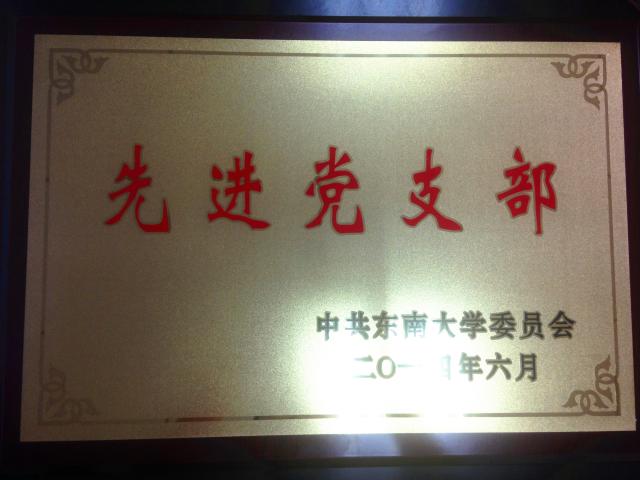 先进党支部
中共东南大学委员会
二〇一四年六月